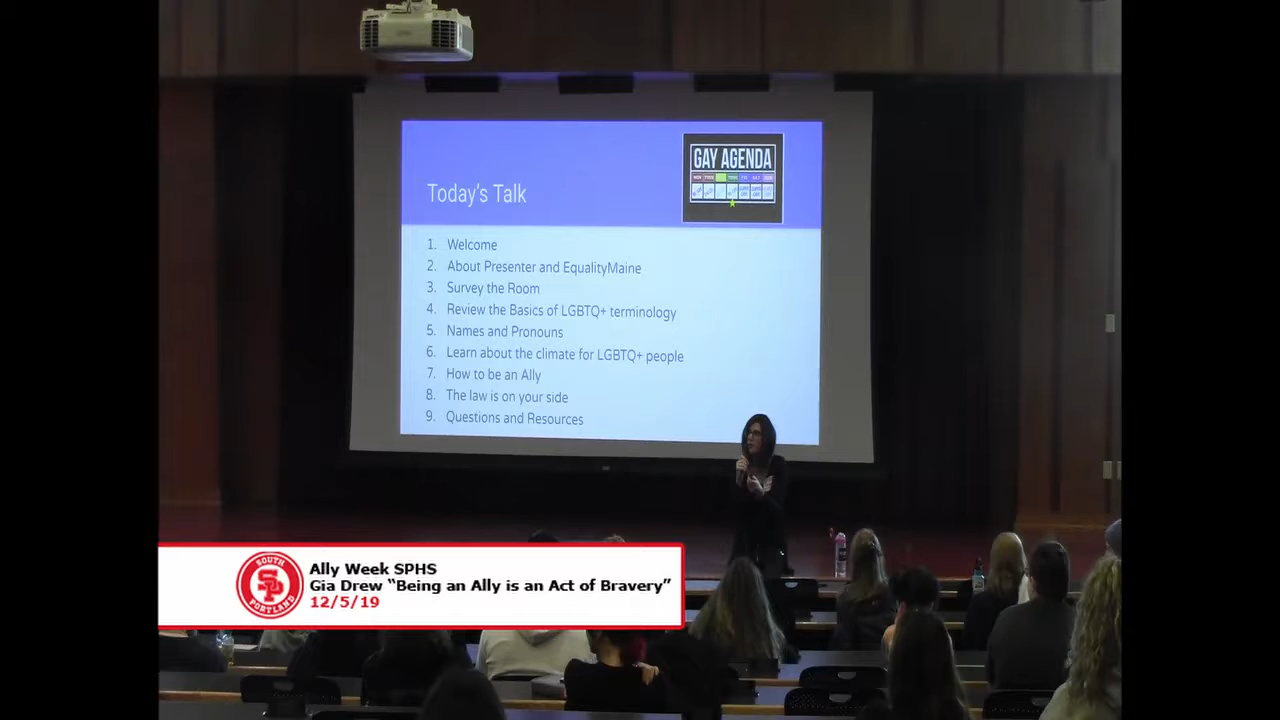 GAY AGENDA
Today's Talk
1. Welcome
2. About Presenter and EqualityMaine
3. Survey the Room
4. Review the Basics of LGBTQ+ terminology
5. Names and Pronouns
6. Learn about the climate for LGBTQ+ people
7. How to be an Ally
8. The law is on your side
9. Questions and Resources
SOUTH
SP
PORTLAND
Ally Week SPHS
Gia Drew “Being an Ally is an Act of Bravery”
12/5/19